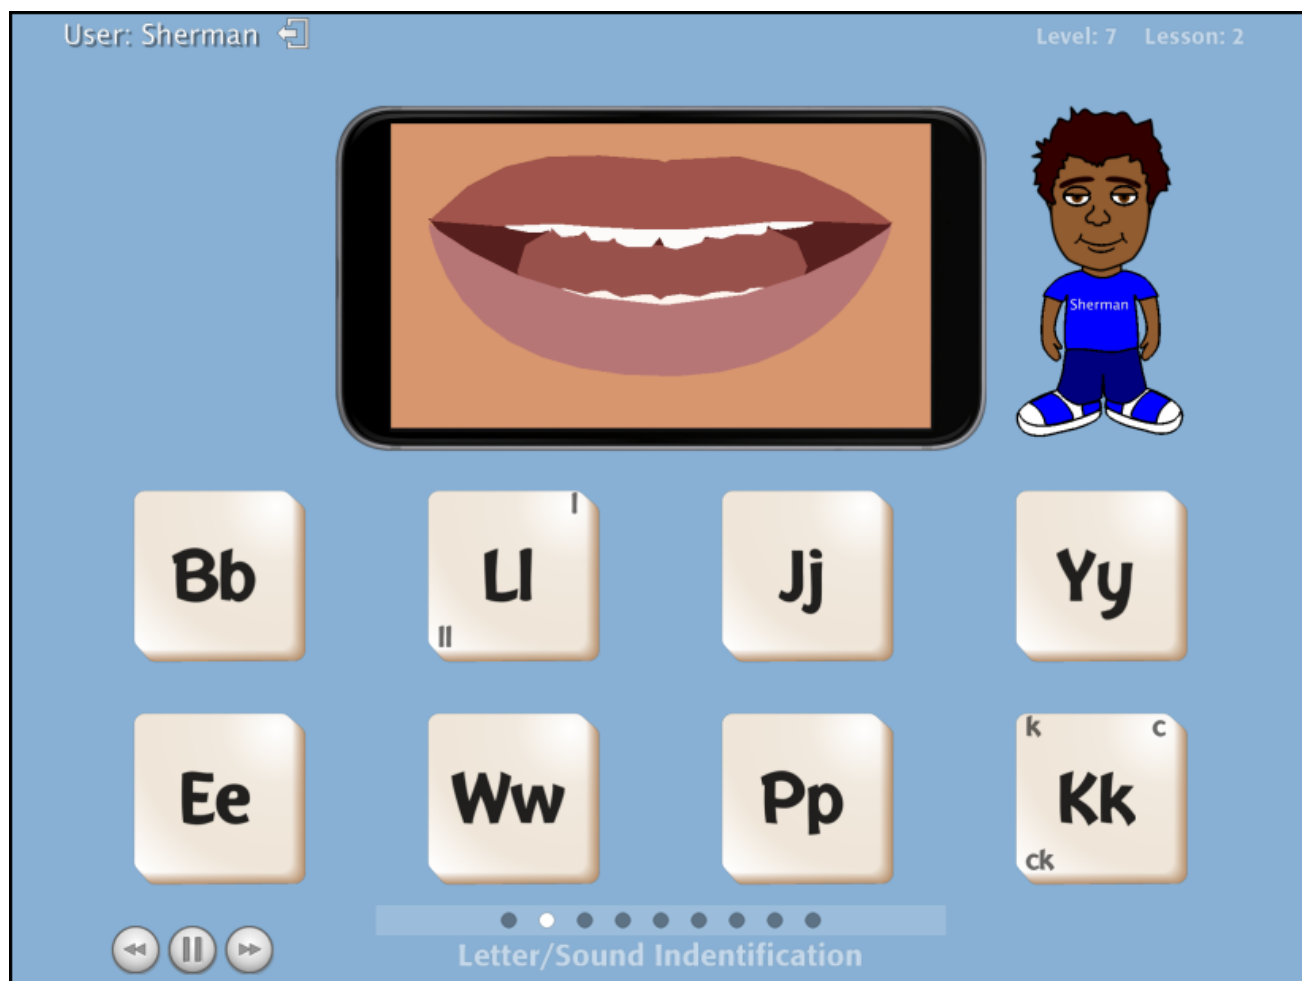 User: Sherman
Level: 7 Lesson: 2
Sherman
l
Bb Ll Jj Yy
ll
k c
Ee Ww Pp Kk
ck
Letter/Sound Indentification